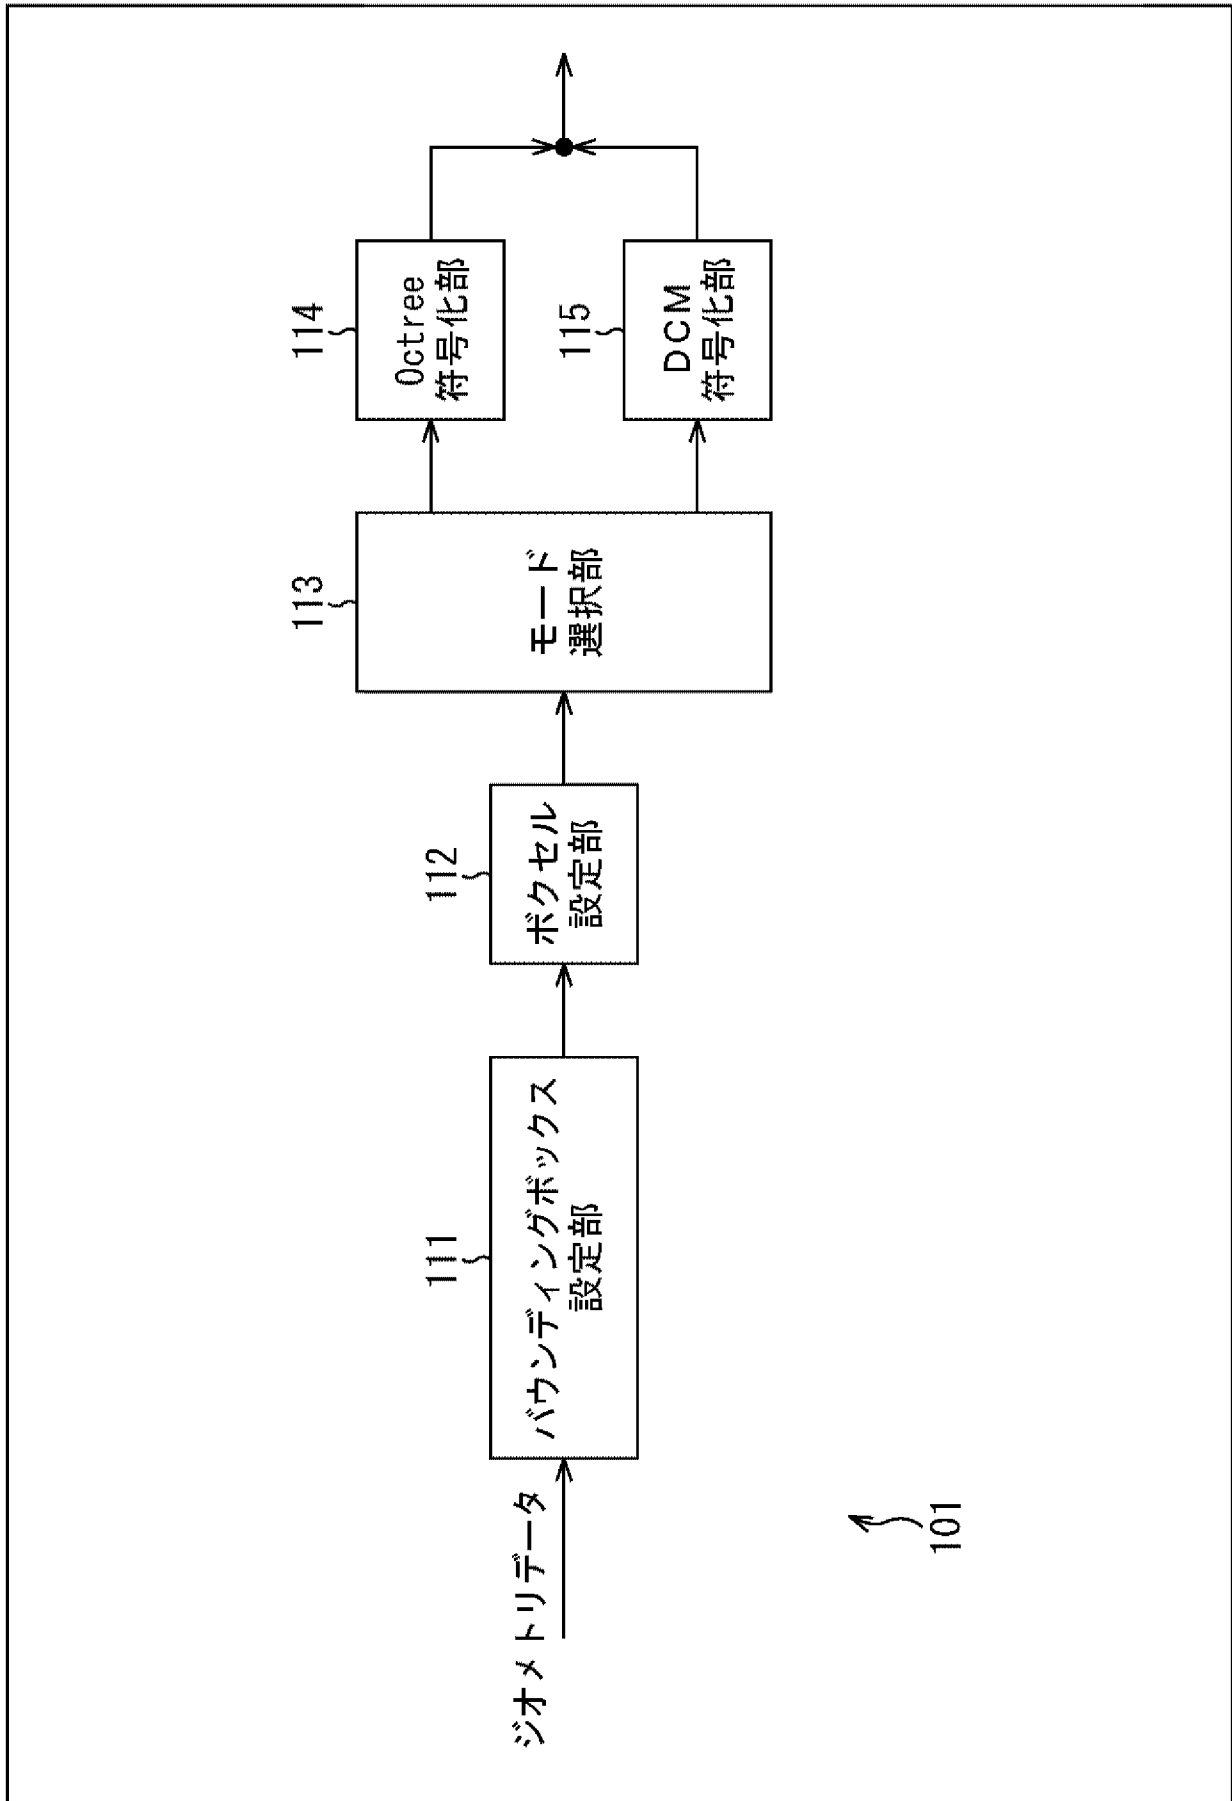 ジオメトリデータ
111
バウンディングボックス
設定部
112
ボクセル
設定部
113
モード
選択部
114
Octree
符号化部
115
DCM
符号化部
101